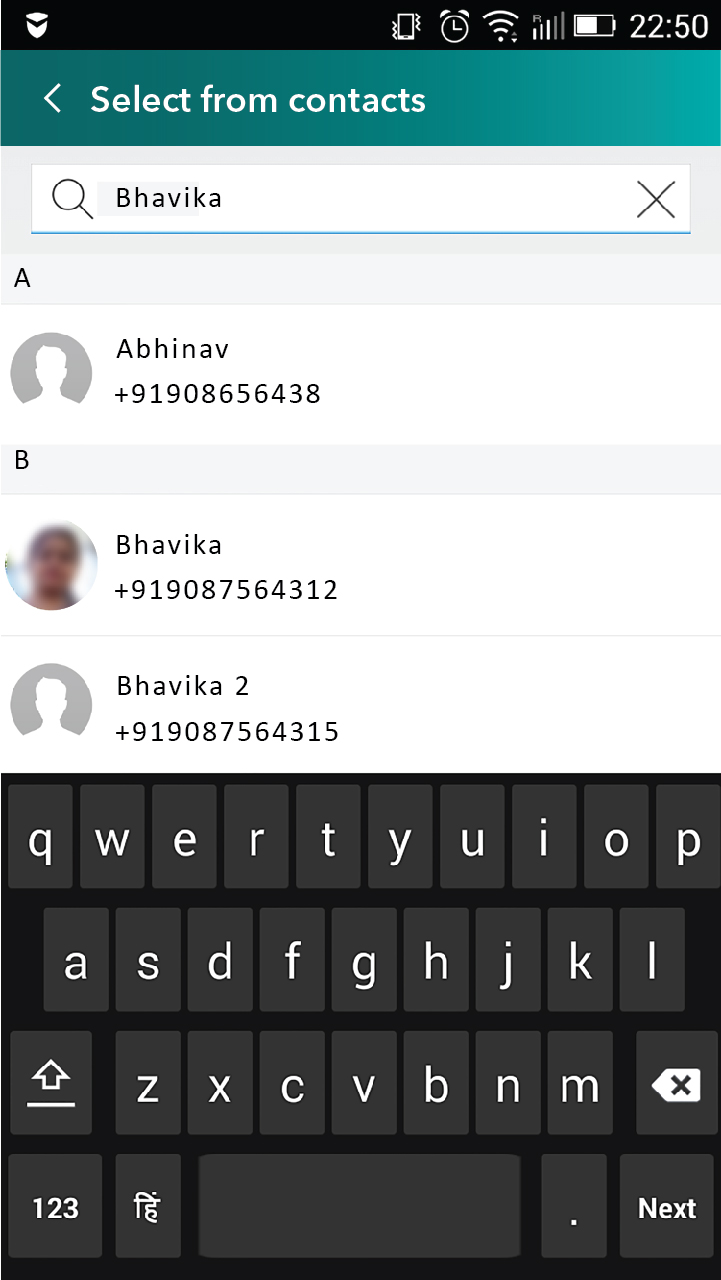 R 22:50
Select from contacts
Bhavika
A
Abhinav
+91908656438
B
Bhavika
+919087564312
Bhavika 2
+919087564315
q w e r t y u i o p
a s d f g h j k l
z x c v b n m
123 हिं . Next